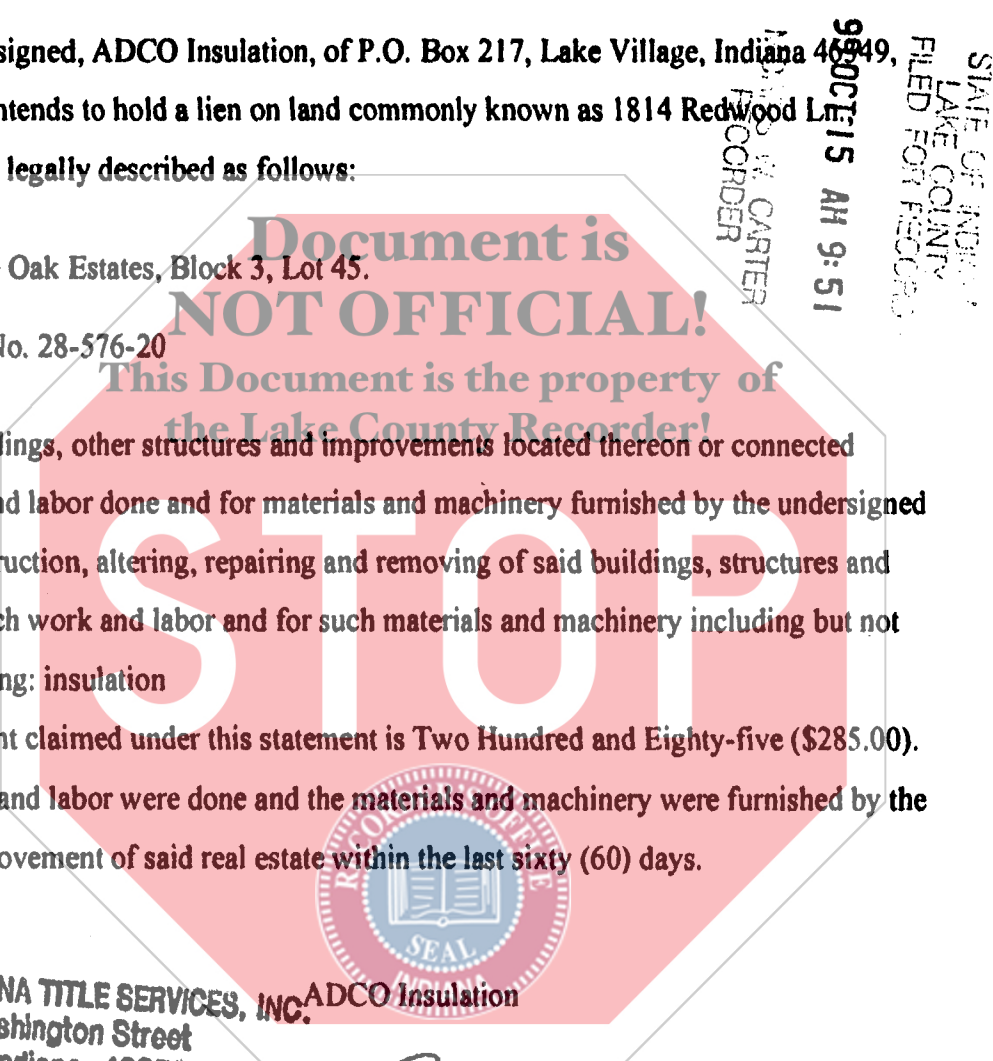 signed, ADCO Insulation, of P.O. Box 217, Lake Village, Indiana 46349,
ntends to hold a lien on land commonly known as 1814 Redwood Ln.,
legally described as follows:
Oak Estates, Block 3, Lot 45.
No. 28-576-20
dings, other structures and improvements located thereon or connected
nd labor done and for materials and machinery furnished by the undersigned
ruction, altering, repairing and removing of said buildings, structures and
ch work and labor and for such materials and machinery including but not
ng: insulation
nt claimed under this statement is Two Hundred and Eighty-five ($285.00).
and labor were done and the materials and machinery were furnished by the
ovement of said real estate within the last sixty (60) days.
ADCO Insulation
NA TITLE SERVICES, INC.
shington Street
STATE OF INDIANA
LAKE COUNTY
FILED FOR RECORD
96 OCT 15 AM 9:51
CARTER
RECORDER
Document is
NOT OFFICIAL!
This Document is the property of
the Lake County Recorder!
STOP
RECORDER'S OFFICE
SEAL
INDIANA